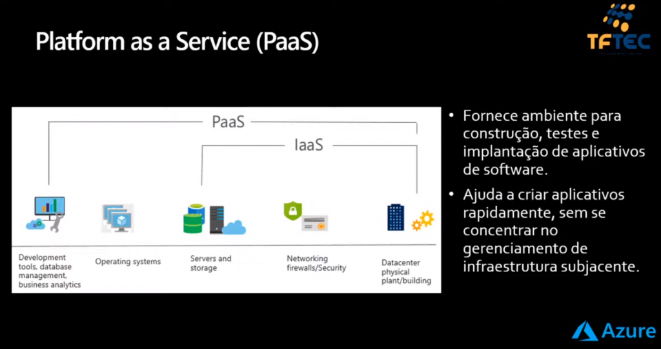 Platform as a Service (PaaS)
TFTEC
PaaS
IaaS
Development
tools, database
management,
business analytics
Operating systems
Servers and
storage
Networking
firewalls/Security
Datacenter
physical
plant/building
• Fornece ambiente para
construção, testes e
implantação de aplicativos
de software.
• Ajuda a criar aplicativos
rapidamente, sem se
concentrar no
gerenciamento de
infraestrutura subjacente.
Azure